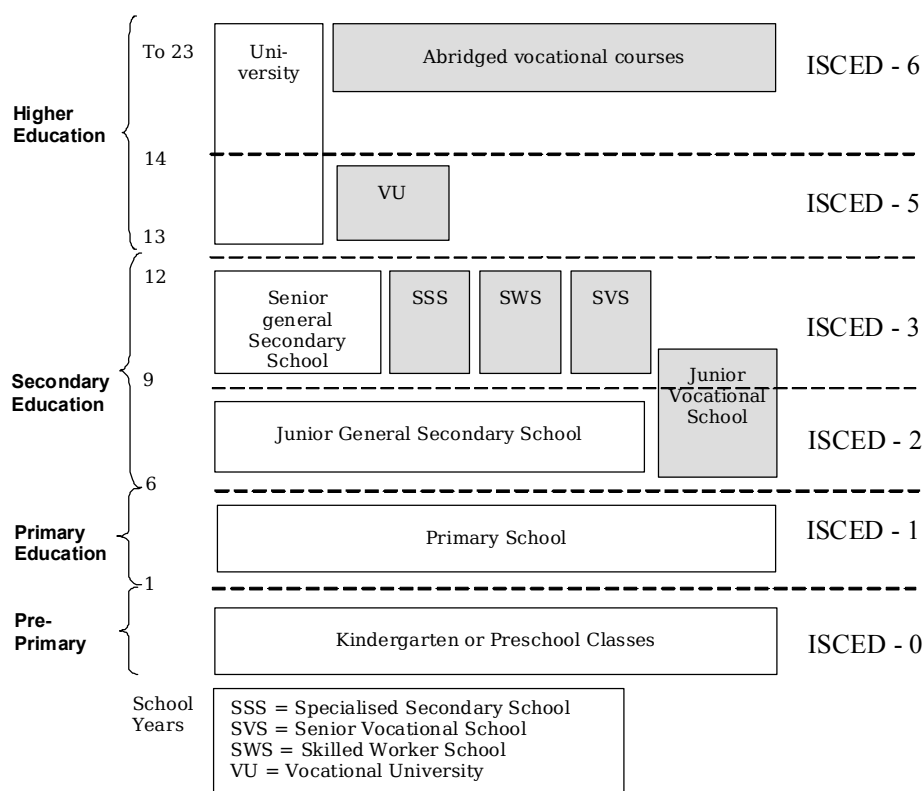 To 23
Uni-
versity
Abridged vocational courses
ISCED - 6
Higher
Education
14
VU
ISCED - 5
13
12
Senior
general
Secondary
School
SSS
SWS
SVS
ISCED - 3
9
Junior
Vocational
School
Secondary
Education
Junior General Secondary School
ISCED - 2
6
Primary
Education
Primary School
ISCED - 1
1
Pre-
Primary
Kindergarten or Preschool Classes
ISCED - 0
School
Years
SSS = Specialised Secondary School
SVS = Senior Vocational School
SWS = Skilled Worker School
VU = Vocational University